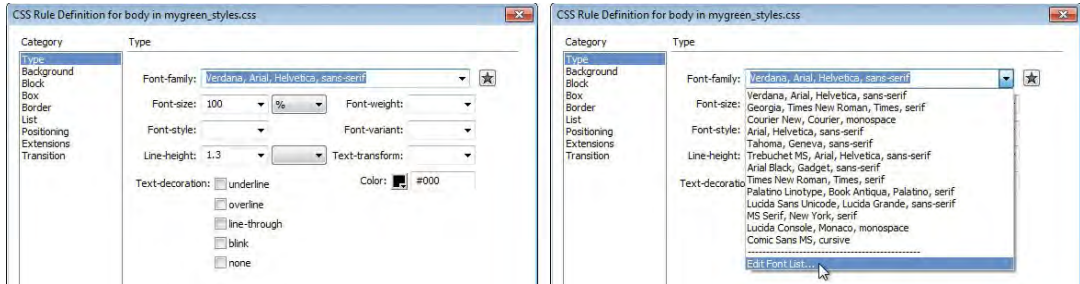 CSS Rule Definition for body in mygreen_styles.css
Category
Type
Type
Background
Block
Box
Border
List
Positioning
Extensions
Transition
Font-family: Verdana, Arial, Helvetica, sans-serif
Font-size: 100 % Font-weight:
Font-style: Font-variant:
Line-height: 1.3 Text-transform:
Text-decoration: underline Color: #000
overline
line-through
blink
none
CSS Rule Definition for body in mygreen_styles.css
Category
Type
Type
Background
Block
Box
Border
List
Positioning
Extensions
Transition
Font-family: Verdana, Arial, Helvetica, sans-serif
Font-size:
Font-style:
Line-height:
Text-decoratio
Verdana, Arial, Helvetica, sans-serif
Georgia, Times New Roman, Times, serif
Courier New, Courier, monospace
Arial, Helvetica, sans-serif
Tahoma, Geneva, sans-serif
Trebuchet MS, Arial, Helvetica, sans-serif
Arial Black, Gadget, sans-serif
Times New Roman, Times, serif
Palatino Linotype, Book Antiqua, Palatino, serif
Lucida Sans Unicode, Lucida Grande, sans-serif
MS Serif, New York, serif
Lucida Console, Monaco, monospace
Comic Sans MS, cursive
Edit Font List...